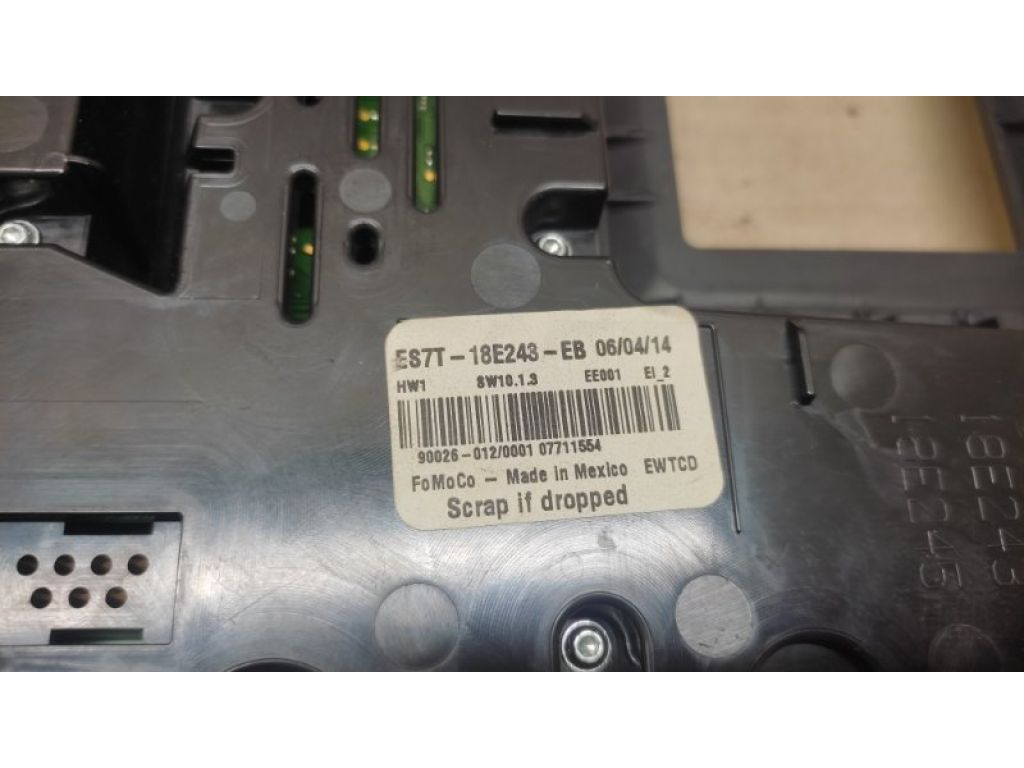 ES7T-18E243-EB 06/04/14
HW1 SW10.1.3 EE001 EI_2
90026-012/0001 07711554
FoMoCo - Made in Mexico EWTCD
Scrap if dropped
18E243
18E245